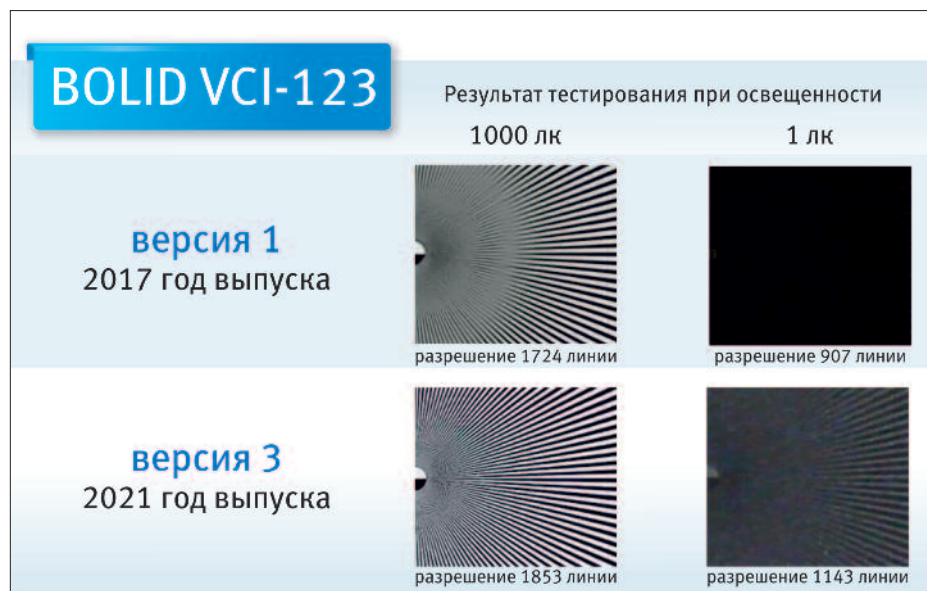 BOLID VCI-123
Результат тестирования при освещенности
1000 лк
1 лк
версия 1
2017 год выпуска
разрешение 1724 линии
разрешение 907 линии
версия 3
2021 год выпуска
разрешение 1853 линии
разрешение 1143 линии